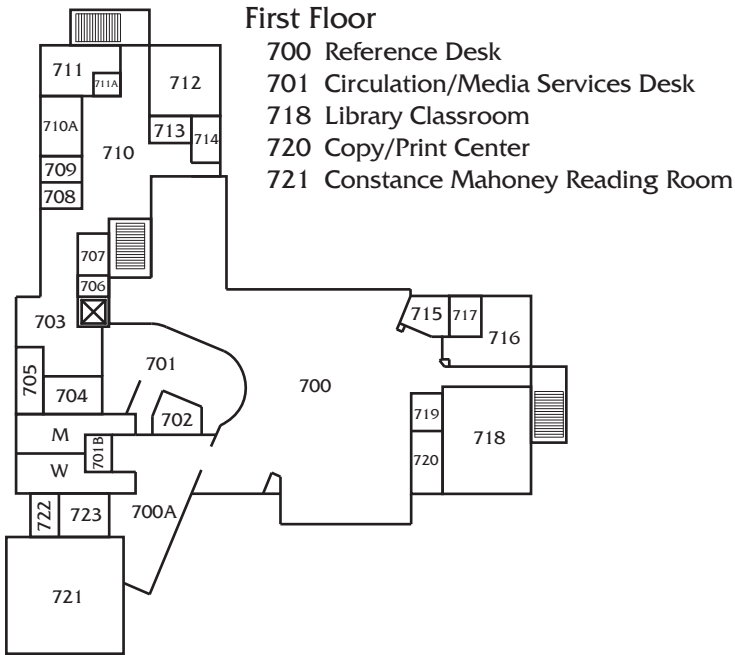 First Floor
700 Reference Desk
701 Circulation/Media Services Desk
718 Library Classroom
720 Copy/Print Center
721 Constance Mahoney Reading Room
711
711A
712
710A
713
714
710
709
708
707
706
703
715
717
716
701
705
704
700
702
719
718
M
701B
W
720
722
723
700A
721